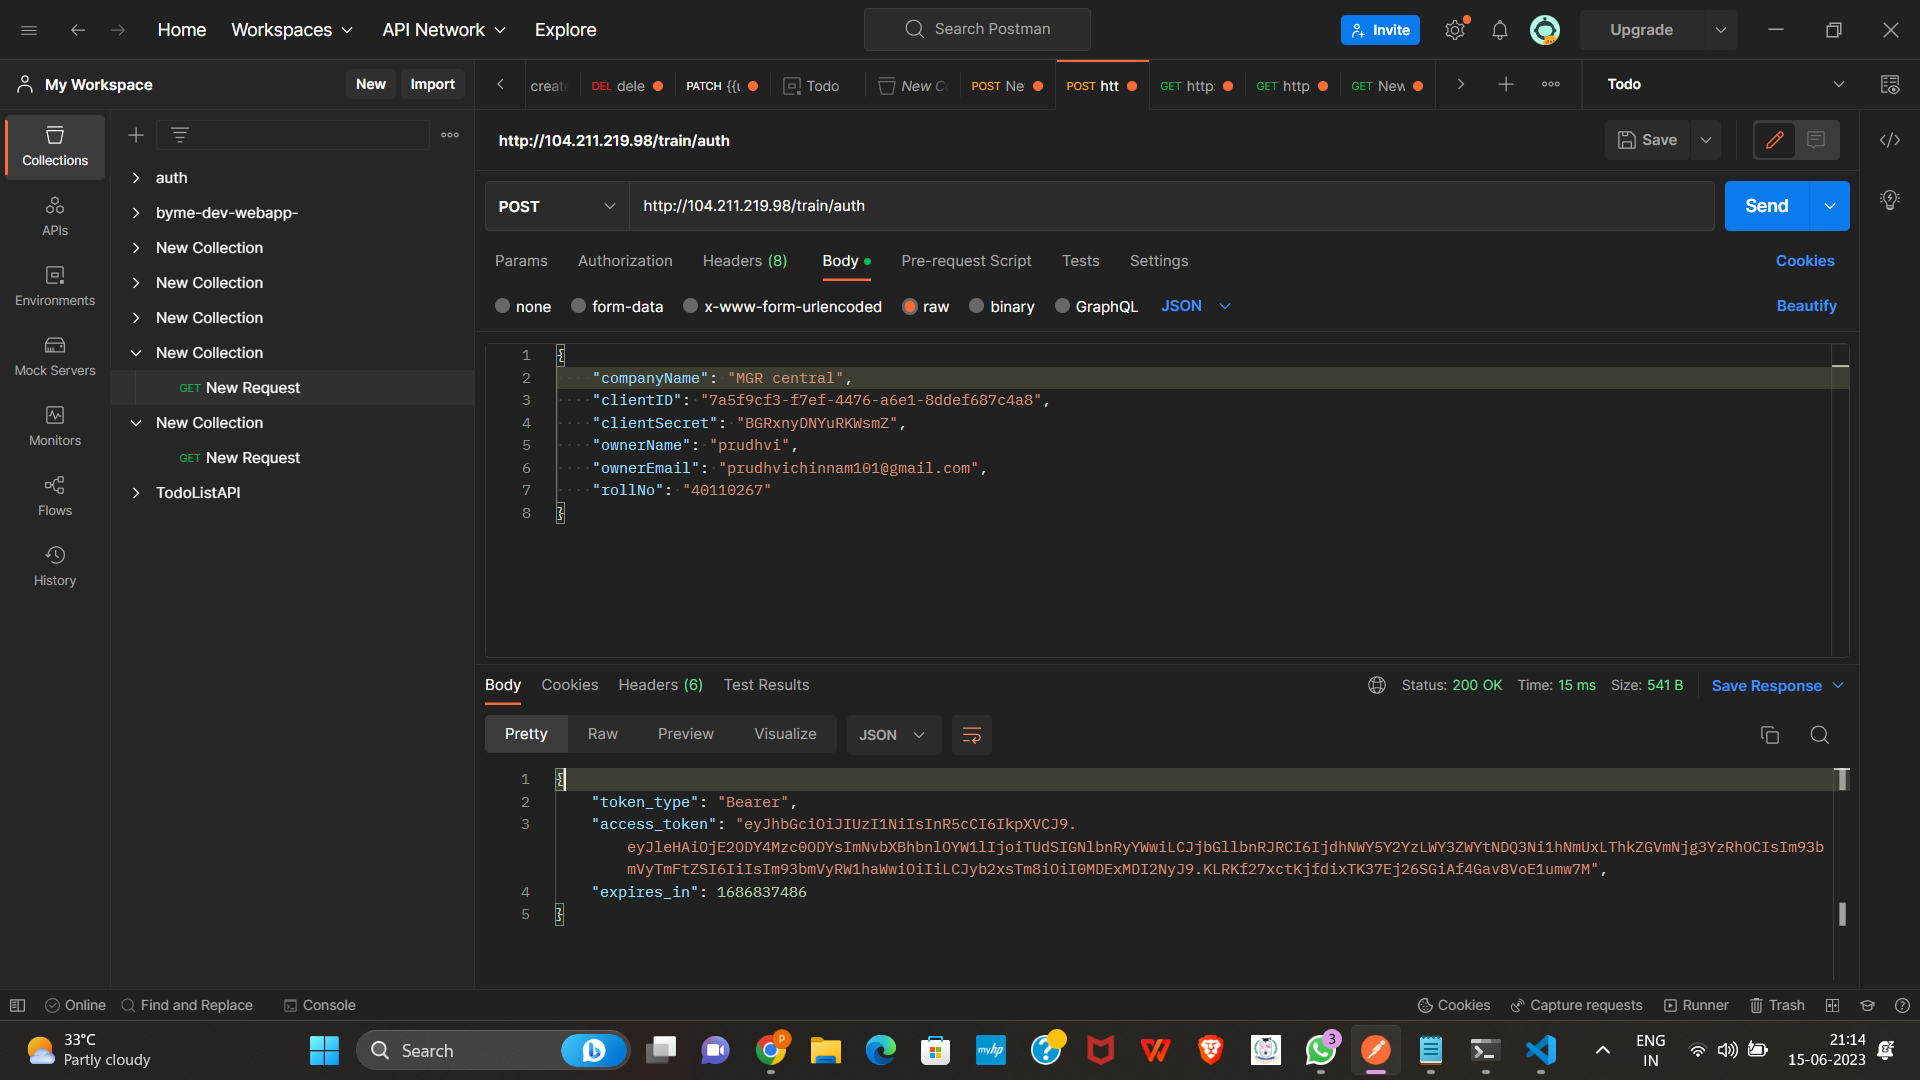 Home
Workspaces
API Network
Explore
Search Postman
Invite
Upgrade
My Workspace
New
Import
create
DEL dele
PATCH {{u
Todo
New Co
POST Ne
POST htt
GET http:
GET http
GET New
Todo
Collections
APIs
Environments
Mock Servers
Monitors
Flows
History
auth
byme-dev-webapp-
New Collection
New Collection
New Collection
New Collection
GET New Request
New Collection
GET New Request
TodoListAPI
http://104.211.219.98/train/auth
Save
POST
http://104.211.219.98/train/auth
Send
Params
Authorization
Headers (8)
Body
Pre-request Script
Tests
Settings
Cookies
none
form-data
x-www-form-urlencoded
raw
binary
GraphQL
JSON
Beautify
1 {
2 "companyName": "MGR central",
3 "clientID": "7a5f9cf3-f7ef-4476-a6e1-8ddef687c4a8",
4 "clientSecret": "BGRxnyDNYuRKWsmZ",
5 "ownerName": "prudhvi",
6 "ownerEmail": "prudhvichinnam101@gmail.com",
7 "rollNo": "40110267"
8 }
Body
Cookies
Headers (6)
Test Results
Status: 200 OK
Time: 15 ms
Size: 541 B
Save Response
Pretty
Raw
Preview
Visualize
JSON
1 {
2 "token_type": "Bearer",
3 "access_token": "eyJhbGciOiJIUzI1NiIsInR5cCI6IkpXVCJ9.
eyJleHAiOjE2ODY4Mzc0ODYsImNvbXBhbnlOYW1lIjoiTUdSIGNlbnRyYWwiLCJjbGllbnRJRCI6IjdhNWY5Y2YzLWY3ZWYtNDQ3Ni1hNmUxLThkZGVmNjg3YzRhOCIsIm93b
mVyTmFtZSI6IiIsIm93bmVyRW1haWwiOiIiLCJyb2xsTm8iOiI0MDExMDI2NyJ9.KLRKf27xctKjfdixTK37Ej26SGiAf4Gav8VoE1umw7M",
4 "expires_in": 1686837486
5 }
Online
Find and Replace
Console
Cookies
Capture requests
Runner
Trash
33°C
Partly cloudy
Search
myhp
P
3
ENG
IN
21:14
15-06-2023